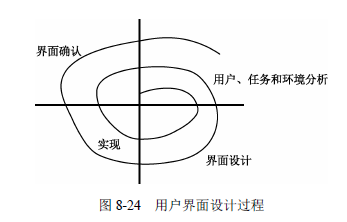 界面确认
用户、任务和环境分析
实现
界面设计
图 8-24 用户界面设计过程